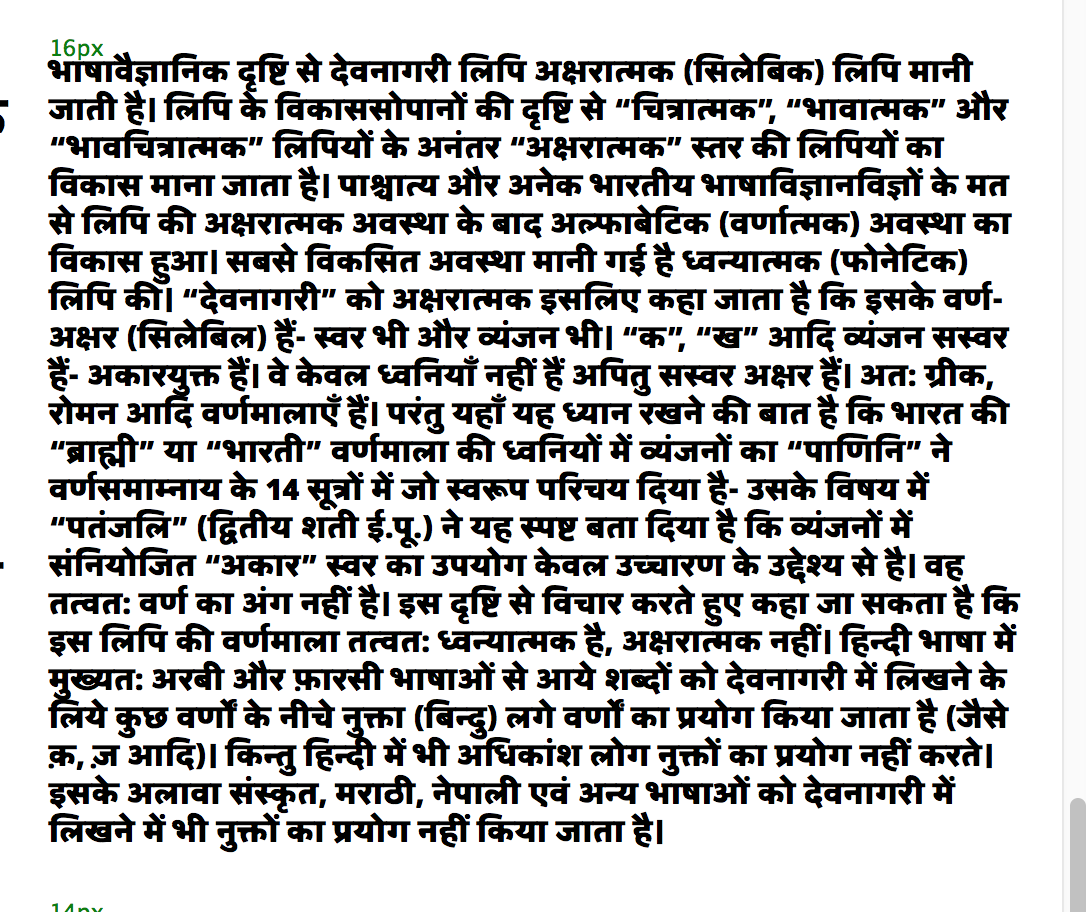 16px
भाषावैज्ञानिक दृष्टि से देवनागरी लिपि अक्षरात्मक (सिलेबिक) लिपि मानी
जाती है। लिपि के विकाससोपानों की दृष्टि से “चित्रात्मक”, “भावात्मक” और
“भावचित्रात्मक” लिपियों के अनंतर “अक्षरात्मक” स्तर की लिपियों का
विकास माना जाता है। पाश्चात्य और अनेक भारतीय भाषाविज्ञानविज्ञों के मत
से लिपि की अक्षरात्मक अवस्था के बाद अल्फाबेटिक (वर्णात्मक) अवस्था का
विकास हुआ। सबसे विकसित अवस्था मानी गई है ध्वन्यात्मक (फोनेटिक)
लिपि की। “देवनागरी” को अक्षरात्मक इसलिए कहा जाता है कि इसके वर्ण-
अक्षर (सिलेबिल) हैं- स्वर भी और व्यंजन भी। “क”, “ख” आदि व्यंजन सस्वर
हैं- अकारयुक्त हैं। वे केवल ध्वनियाँ नहीं हैं अपितु सस्वर अक्षर हैं। अत: ग्रीक,
रोमन आदि वर्णमालाएँ हैं। परंतु यहाँ यह ध्यान रखने की बात है कि भारत की
“ब्राह्मी” या “भारती” वर्णमाला की ध्वनियों में व्यंजनों का “पाणिनि” ने
वर्णसमाम्नाय के 14 सूत्रों में जो स्वरूप परिचय दिया है- उसके विषय में
“पतंजलि” (द्वितीय शती ई.पू.) ने यह स्पष्ट बता दिया है कि व्यंजनों में
संनियोजित “अकार” स्वर का उपयोग केवल उच्चारण के उद्देश्य से है। वह
तत्वत: वर्ण का अंग नहीं है। इस दृष्टि से विचार करते हुए कहा जा सकता है कि
इस लिपि की वर्णमाला तत्वत: ध्वन्यात्मक है, अक्षरात्मक नहीं। हिन्दी भाषा में
मुख्यत: अरबी और फ़ारसी भाषाओं से आये शब्दों को देवनागरी में लिखने के
लिये कुछ वर्णों के नीचे नुक्ता (बिन्दु) लगे वर्णों का प्रयोग किया जाता है (जैसे
क़, ज़ आदि)। किन्तु हिन्दी में भी अधिकांश लोग नुक्तों का प्रयोग नहीं करते।
इसके अलावा संस्कृत, मराठी, नेपाली एवं अन्य भाषाओं को देवनागरी में
लिखने में भी नुक्तों का प्रयोग नहीं किया जाता है।
14px